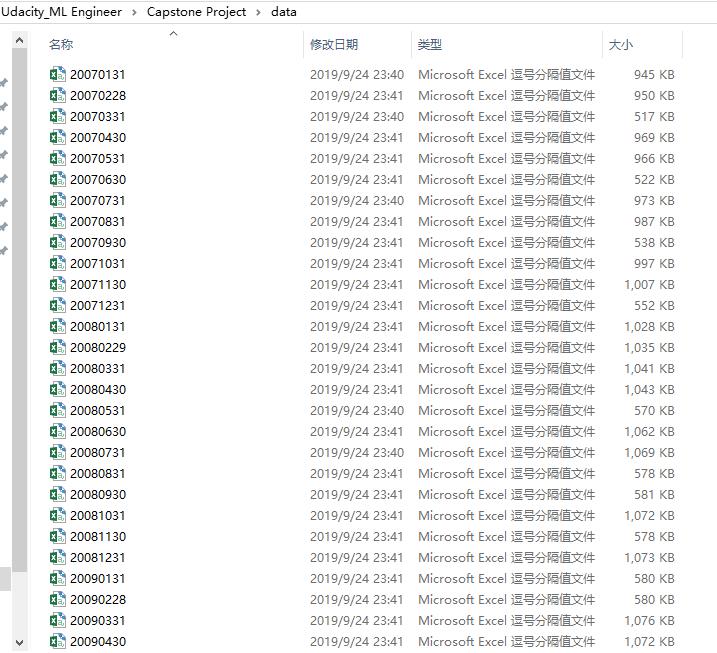 Udacity_ML Engineer > Capstone Project > data
名称 修改日期 类型 大小
20070131 2019/9/24 23:40 Microsoft Excel 逗号分隔值文件 945 KB
20070228 2019/9/24 23:41 Microsoft Excel 逗号分隔值文件 950 KB
20070331 2019/9/24 23:40 Microsoft Excel 逗号分隔值文件 517 KB
20070430 2019/9/24 23:41 Microsoft Excel 逗号分隔值文件 969 KB
20070531 2019/9/24 23:41 Microsoft Excel 逗号分隔值文件 966 KB
20070630 2019/9/24 23:41 Microsoft Excel 逗号分隔值文件 522 KB
20070731 2019/9/24 23:40 Microsoft Excel 逗号分隔值文件 973 KB
20070831 2019/9/24 23:41 Microsoft Excel 逗号分隔值文件 987 KB
20070930 2019/9/24 23:41 Microsoft Excel 逗号分隔值文件 538 KB
20071031 2019/9/24 23:41 Microsoft Excel 逗号分隔值文件 997 KB
20071130 2019/9/24 23:41 Microsoft Excel 逗号分隔值文件 1,007 KB
20071231 2019/9/24 23:41 Microsoft Excel 逗号分隔值文件 552 KB
20080131 2019/9/24 23:41 Microsoft Excel 逗号分隔值文件 1,028 KB
20080229 2019/9/24 23:41 Microsoft Excel 逗号分隔值文件 1,035 KB
20080331 2019/9/24 23:41 Microsoft Excel 逗号分隔值文件 1,041 KB
20080430 2019/9/24 23:41 Microsoft Excel 逗号分隔值文件 1,043 KB
20080531 2019/9/24 23:40 Microsoft Excel 逗号分隔值文件 570 KB
20080630 2019/9/24 23:41 Microsoft Excel 逗号分隔值文件 1,062 KB
20080731 2019/9/24 23:40 Microsoft Excel 逗号分隔值文件 1,069 KB
20080831 2019/9/24 23:41 Microsoft Excel 逗号分隔值文件 578 KB
20080930 2019/9/24 23:41 Microsoft Excel 逗号分隔值文件 581 KB
20081031 2019/9/24 23:41 Microsoft Excel 逗号分隔值文件 1,072 KB
20081130 2019/9/24 23:41 Microsoft Excel 逗号分隔值文件 578 KB
20081231 2019/9/24 23:41 Microsoft Excel 逗号分隔值文件 1,073 KB
20090131 2019/9/24 23:41 Microsoft Excel 逗号分隔值文件 580 KB
20090228 2019/9/24 23:41 Microsoft Excel 逗号分隔值文件 580 KB
20090331 2019/9/24 23:41 Microsoft Excel 逗号分隔值文件 1,076 KB
20090430 2019/9/24 23:41 Microsoft Excel 逗号分隔值文件 1,072 KB